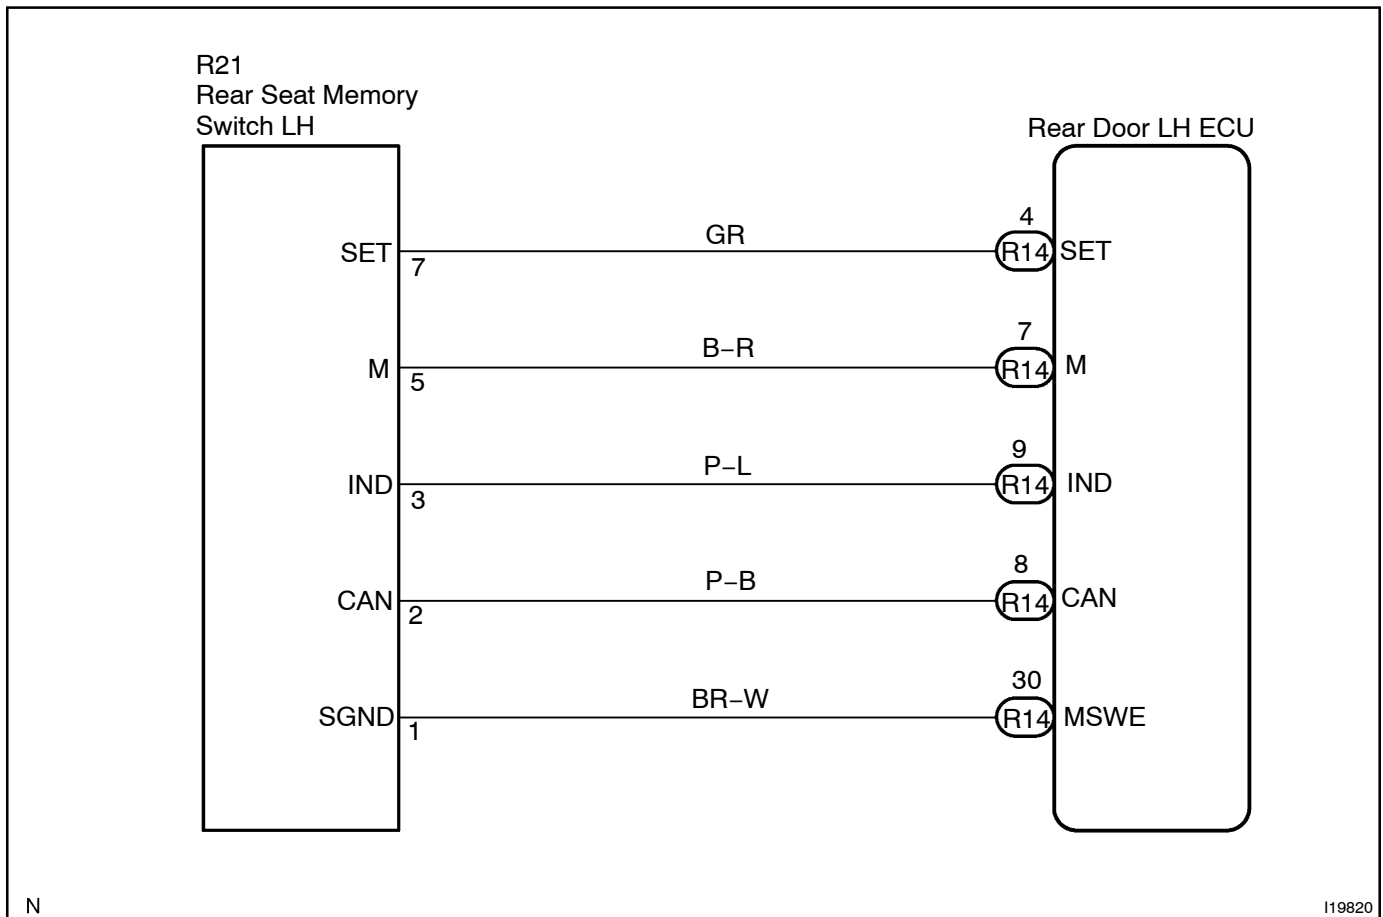 R21
Rear Seat Memory
Switch LH
Rear Door LH ECU
SET
7
GR
4
R14
SET
M
5
B–R
7
R14
M
IND
3
P–L
9
R14
IND
CAN
2
P–B
8
R14
CAN
SGND
1
BR–W
30
R14
MSWE
N
I19820